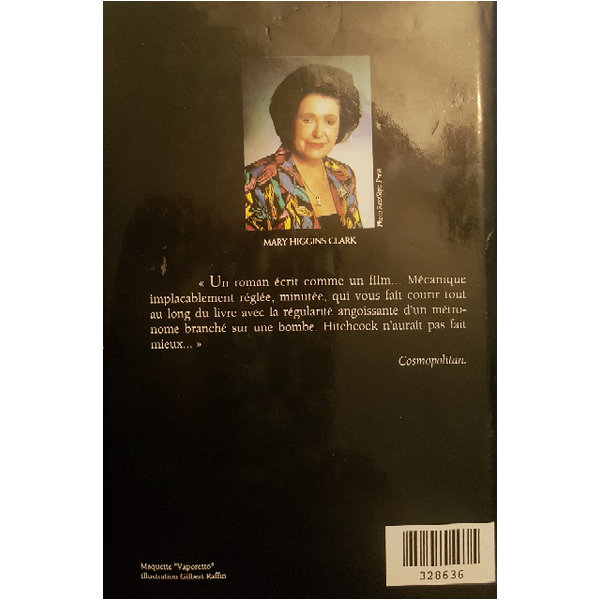 MARY HIGGINS CLARK
« Un roman écrit comme un film... Mécanique
implacablement réglée, minutée, qui vous fait courir tout
au long du livre avec la régularité angoissante d'un métro-
nome branché sur une bombe. Hitchcock n'aurait pas fait
mieux... »
Cosmopolitan.
Maquette "Vaporetto"
Illustration Gilbert Raffin
328636